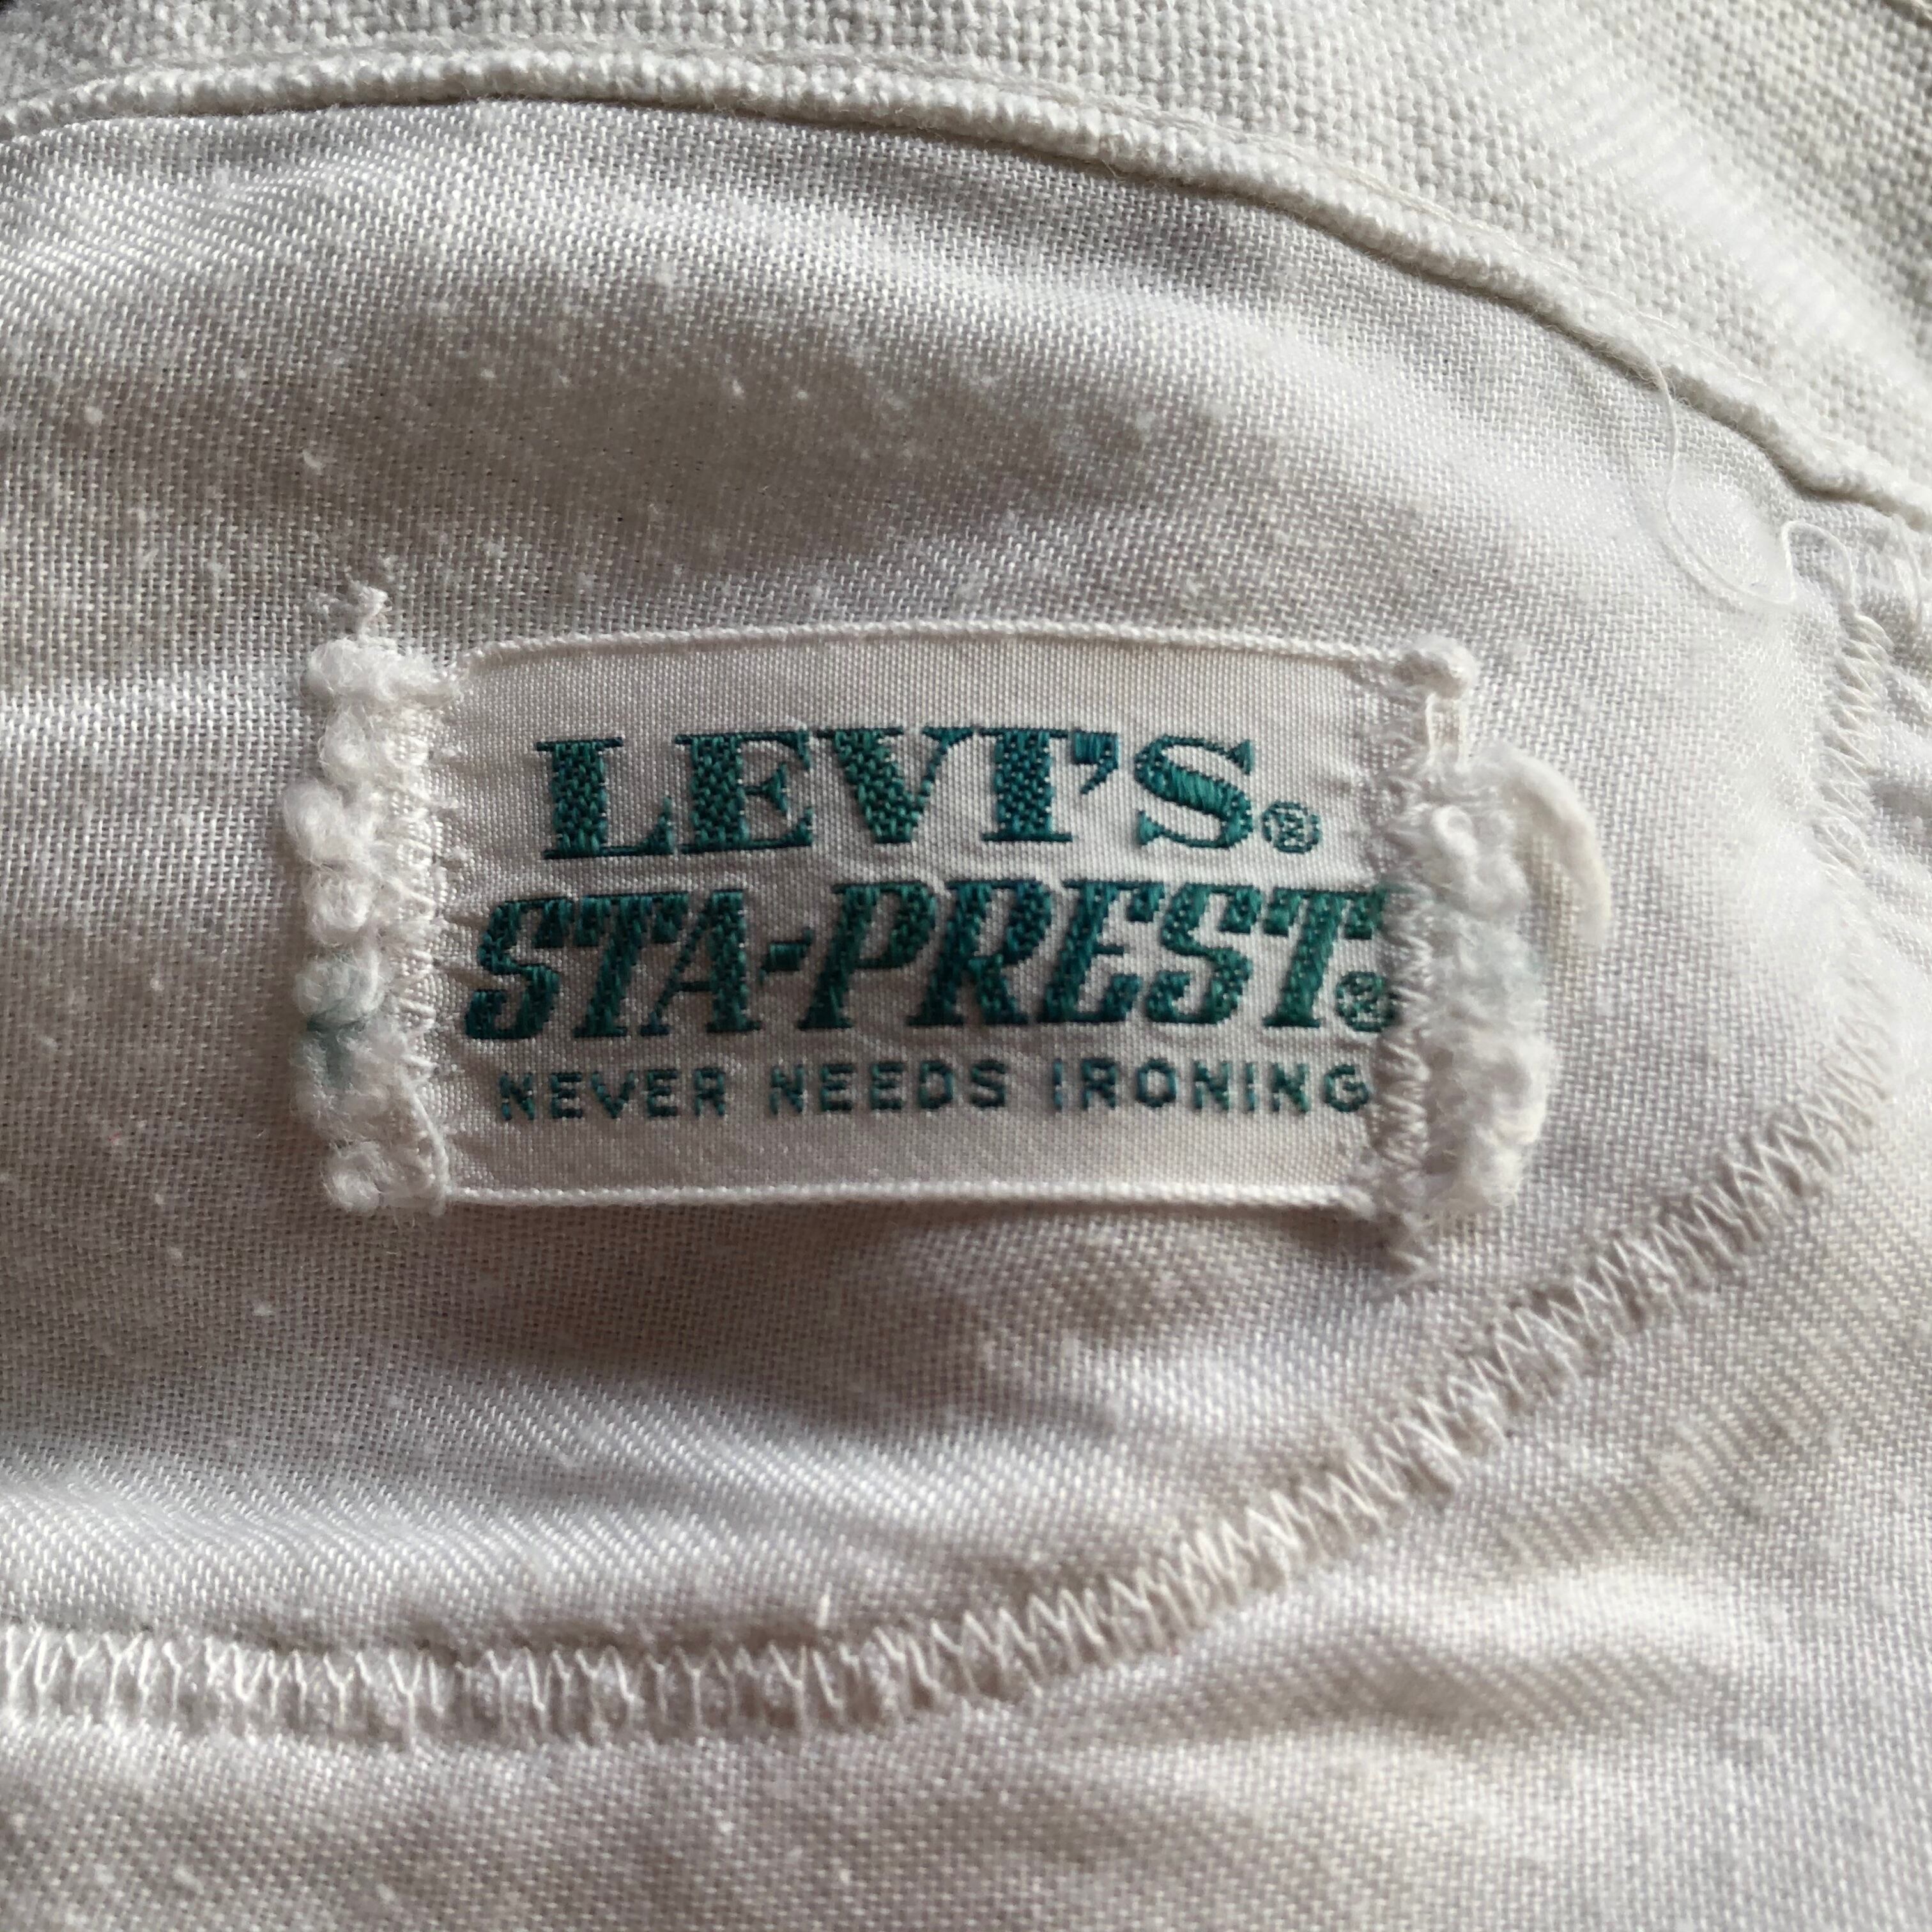 LEVI'S®
STA-PREST®
NEVER NEEDS IRONING